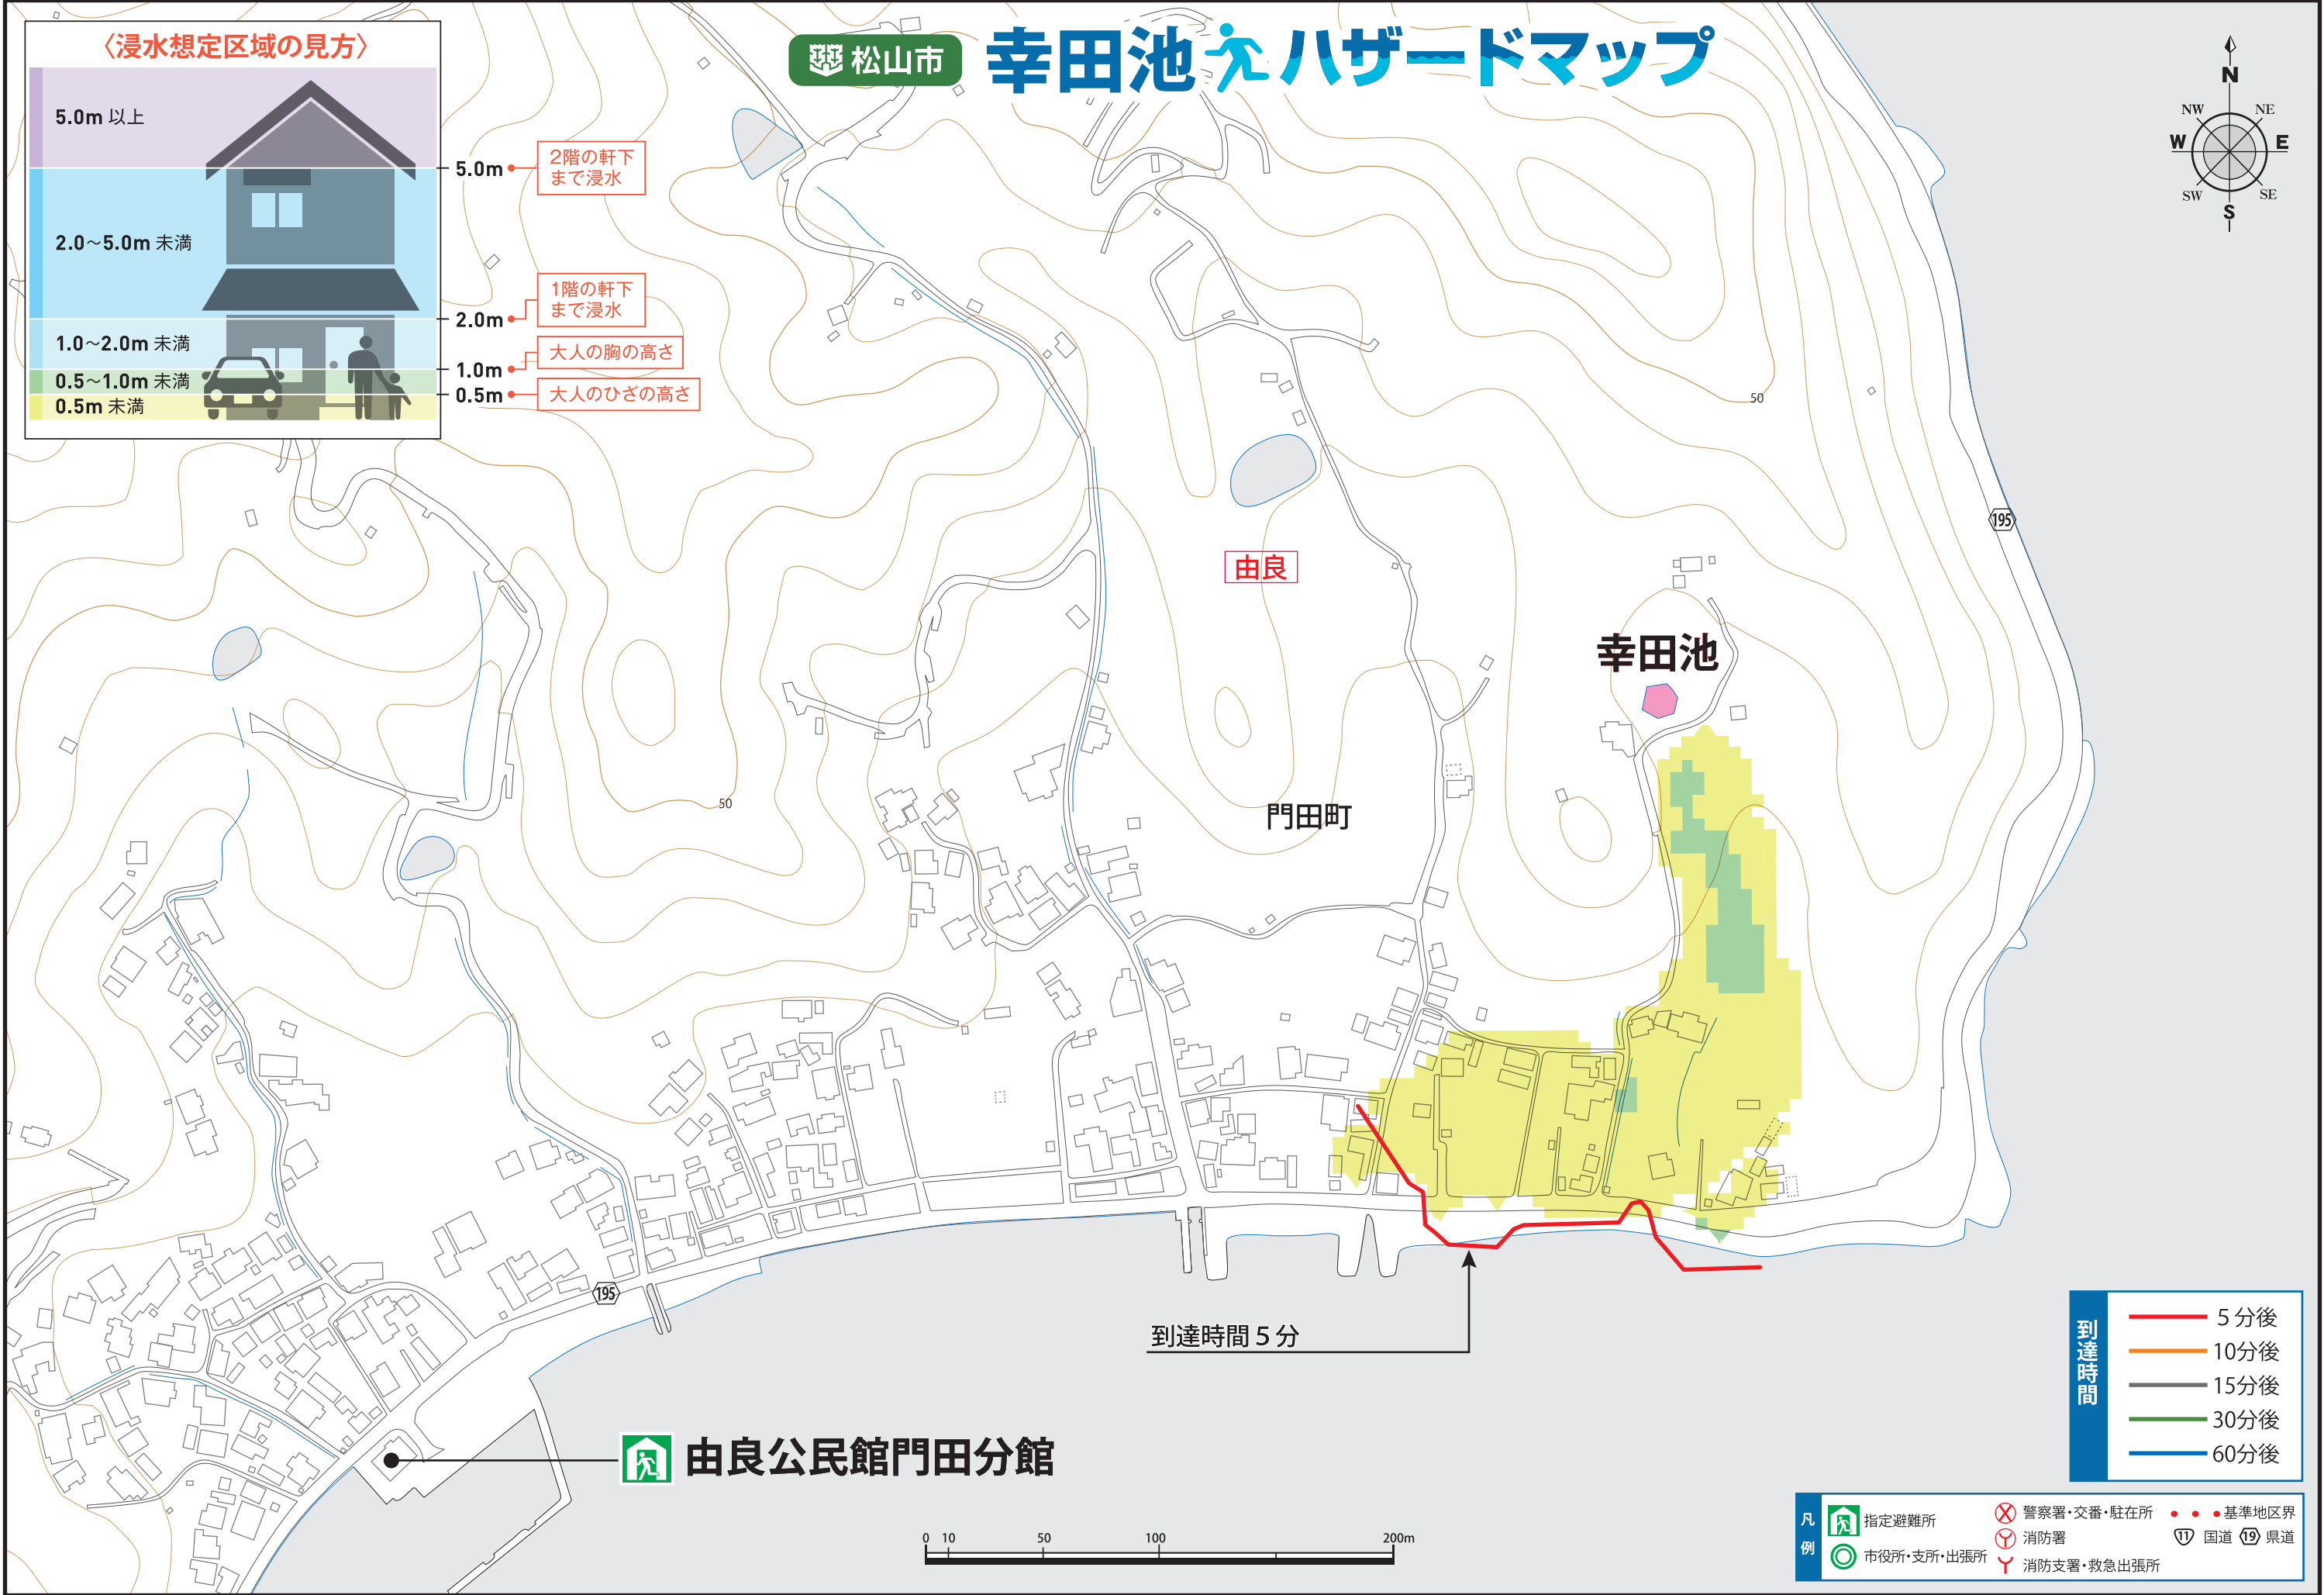 松山市 幸田池 ハザードマップ
〈浸水想定区域の見方〉
5.0m 以上
2.0～5.0m 未満
1.0～2.0m 未満
0.5～1.0m 未満
0.5m 未満
5.0m
2階の軒下
まで浸水
2.0m
1階の軒下
まで浸水
1.0m
大人の胸の高さ
0.5m
大人のひざの高さ
N
NW
NE
W
E
SW
SE
S
50
195
由良
幸田池
50
門田町
195
到達時間５分
由良公民館門田分館
0 10 50 100 200m
到達時間
５分後
10分後
15分後
30分後
60分後
凡例
指定避難所
市役所・支所・出張所
警察署・交番・駐在所
消防署
消防支署・救急出張所
基準地区界
11 国道 19 県道